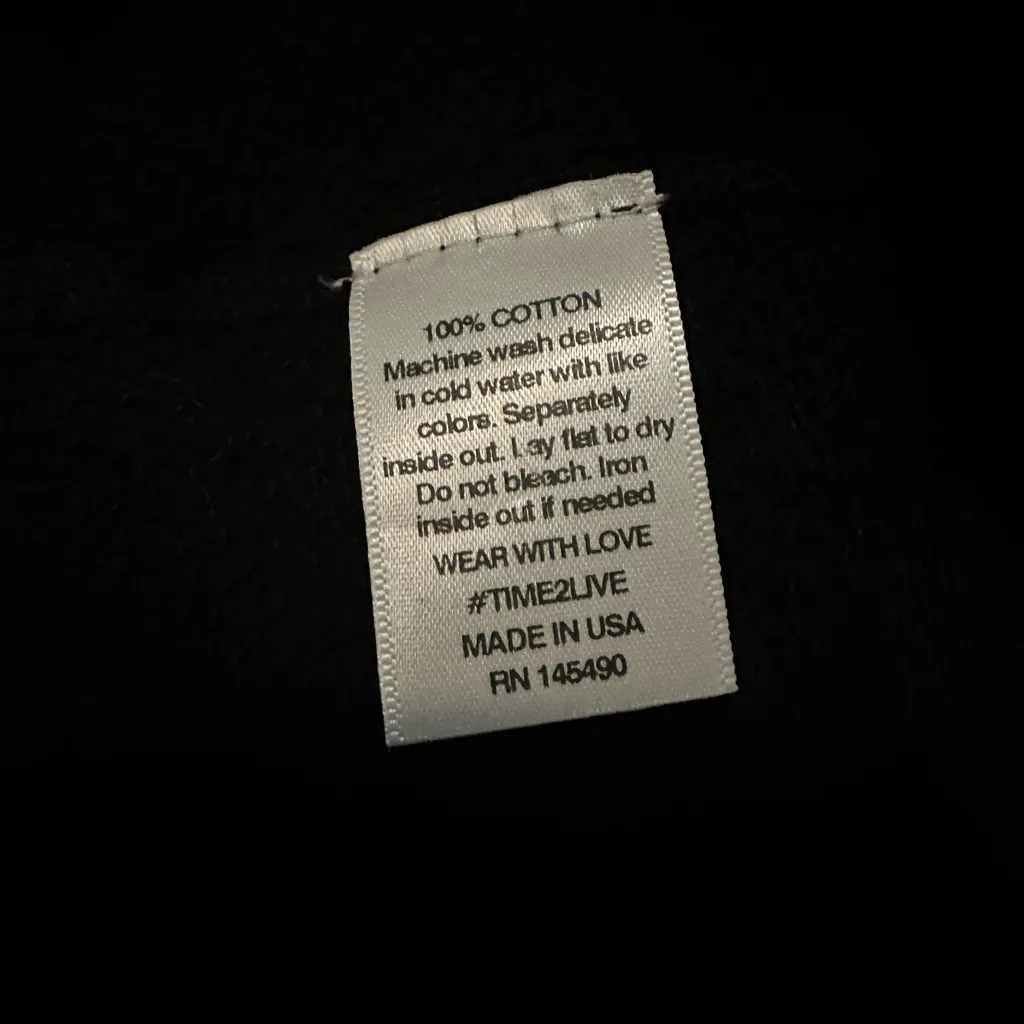 100% COTTON
Machine wash delicate
in cold water with like
colors. Separately
inside out. Lay flat to dry
Do not bleach. Iron
inside out if needed
WEAR WITH LOVE
#TIME2LIVE
MADE IN USA
RN 145490